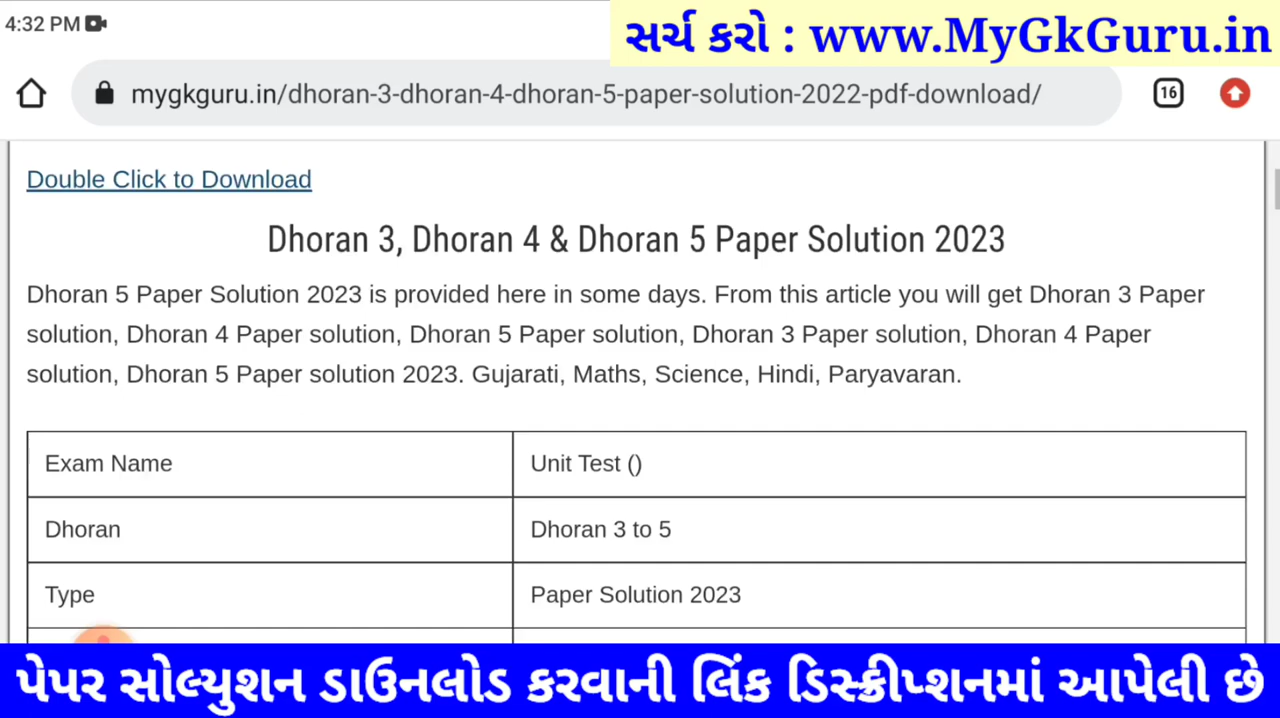 4:32 PM
સર્ચ કરો : www.MyGkGuru.in
mygkguru.in/dhoran-3-dhoran-4-dhoran-5-paper-solution-2022-pdf-download/
16
Double Click to Download
Dhoran 3, Dhoran 4 & Dhoran 5 Paper Solution 2023
Dhoran 5 Paper Solution 2023 is provided here in some days. From this article you will get Dhoran 3 Paper
solution, Dhoran 4 Paper solution, Dhoran 5 Paper solution, Dhoran 3 Paper solution, Dhoran 4 Paper
solution, Dhoran 5 Paper solution 2023. Gujarati, Maths, Science, Hindi, Paryavaran.
Exam Name Unit Test ()
Dhoran Dhoran 3 to 5
Type Paper Solution 2023
પેપર સોલ્યુશન ડાઉનલોડ કરવાની લિંક ડિસ્ક્રીપ્શનમાં આપેલી છે